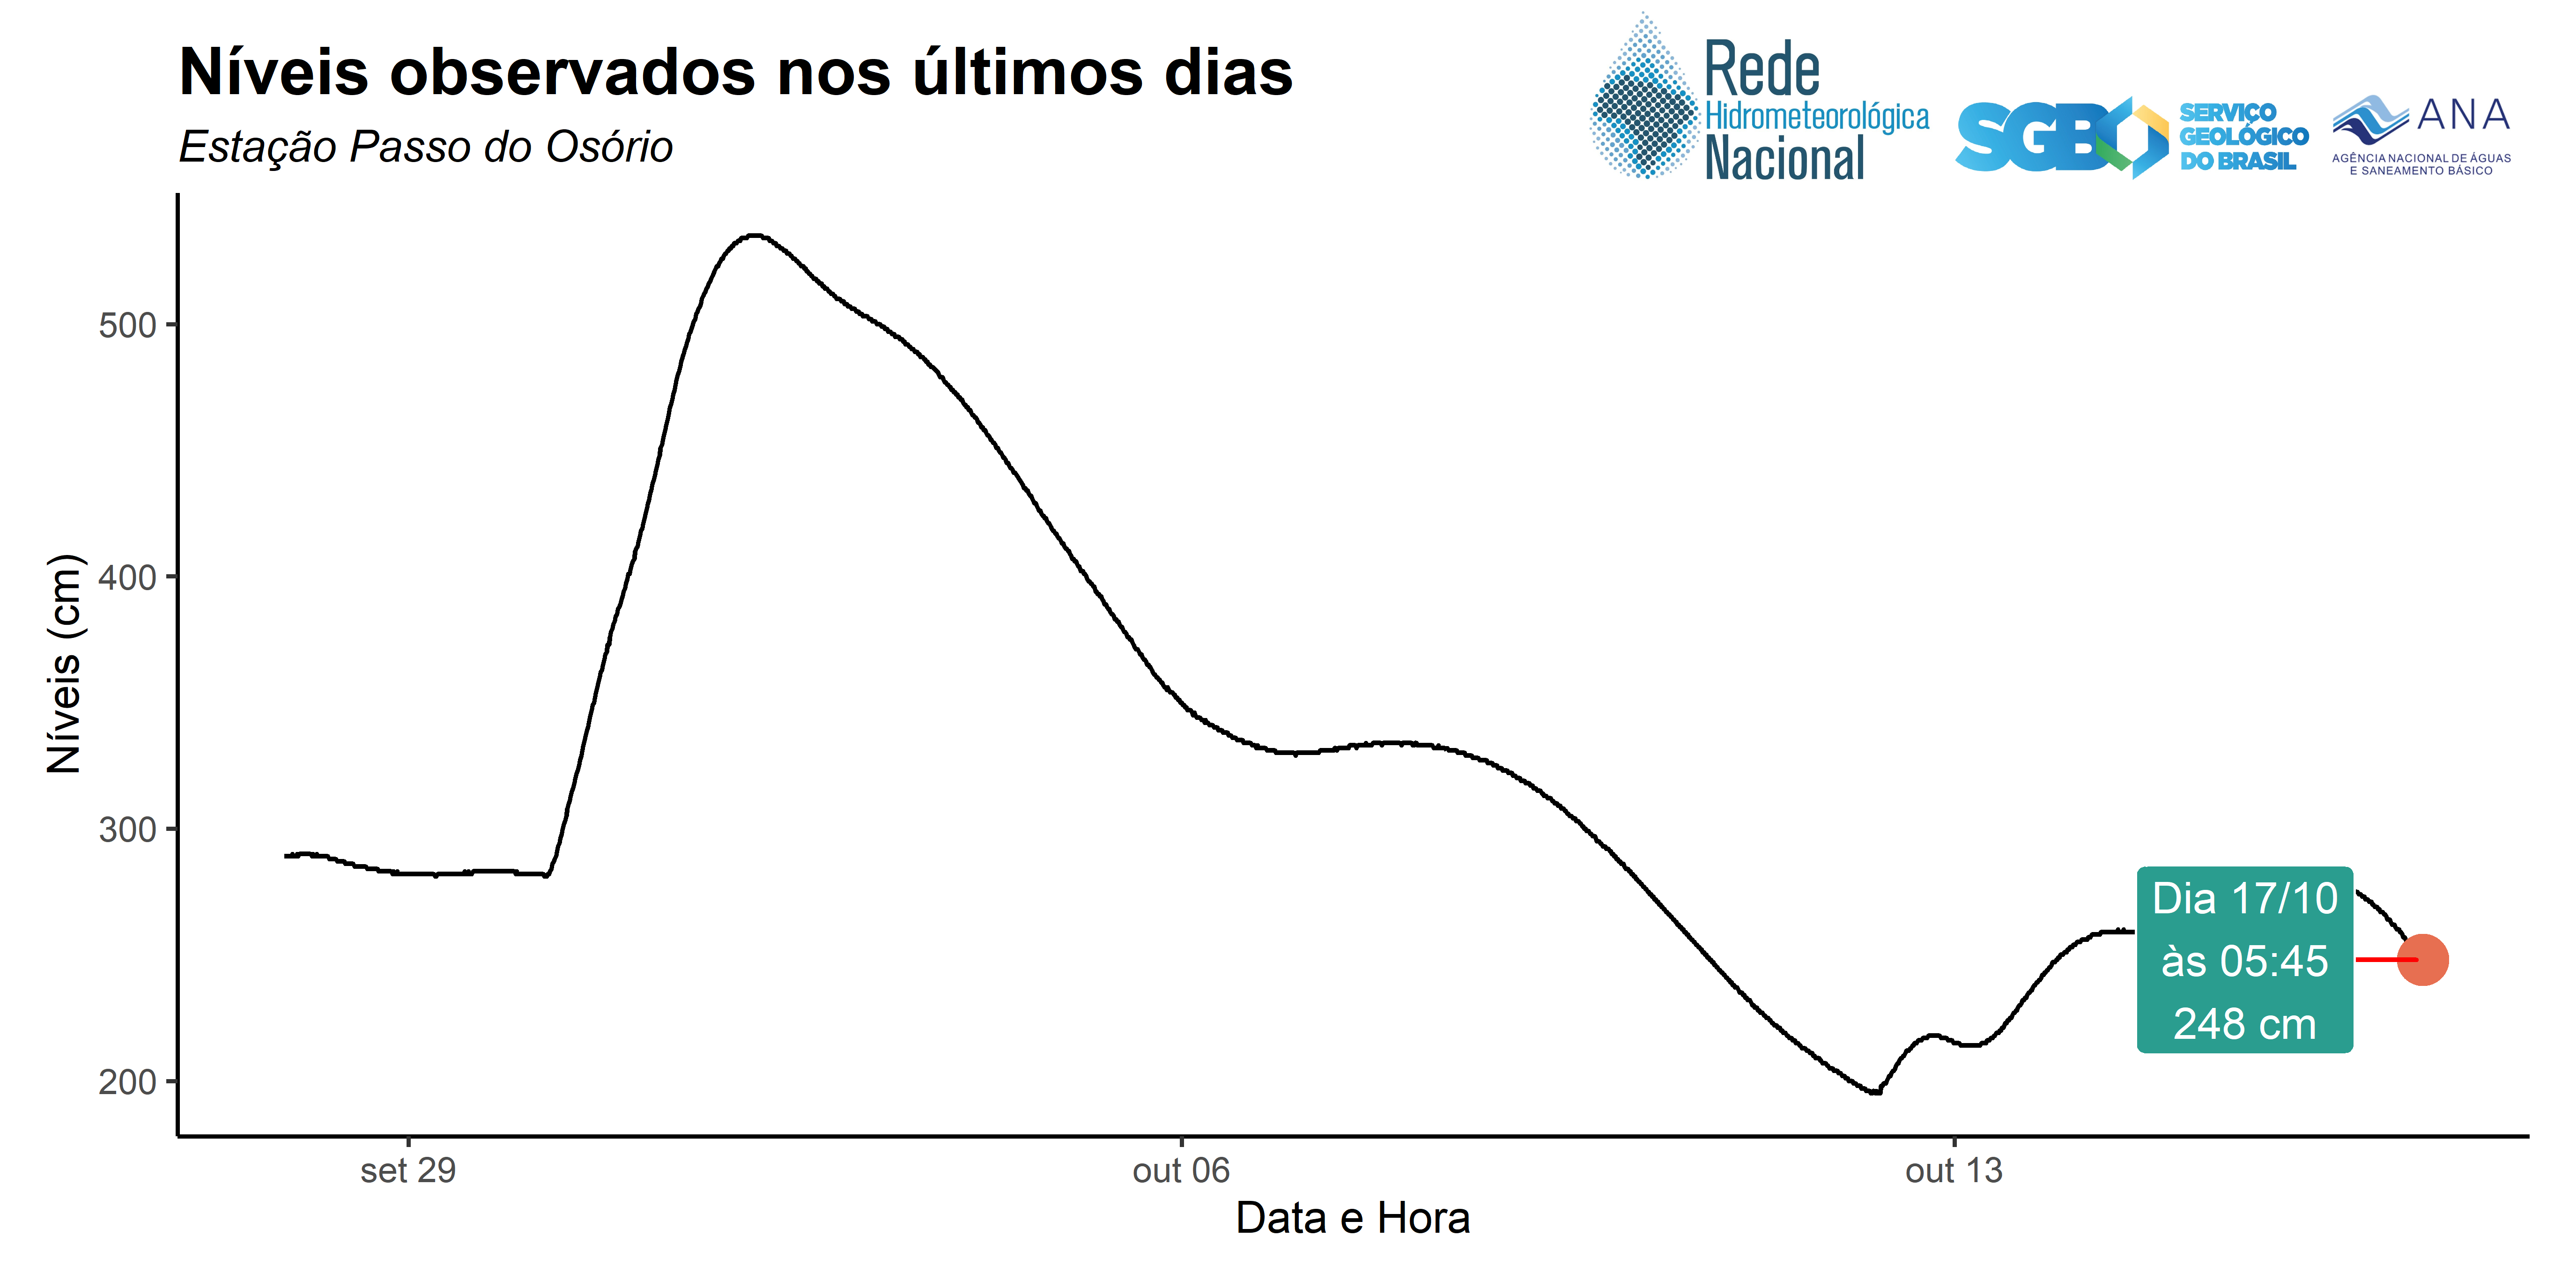 Níveis observados nos últimos dias
Estação Passo do Osório
Rede
Hidrometeorológica
Nacional
SGB
SERVIÇO
GEOLÓGICO
DO BRASIL
ANA
AGÊNCIA NACIONAL DE ÁGUAS
E SANEAMENTO BÁSICO
Níveis (cm)
500
400
300
200
Dia 17/10
às 05:45
248 cm
set 29
out 06
out 13
Data e Hora